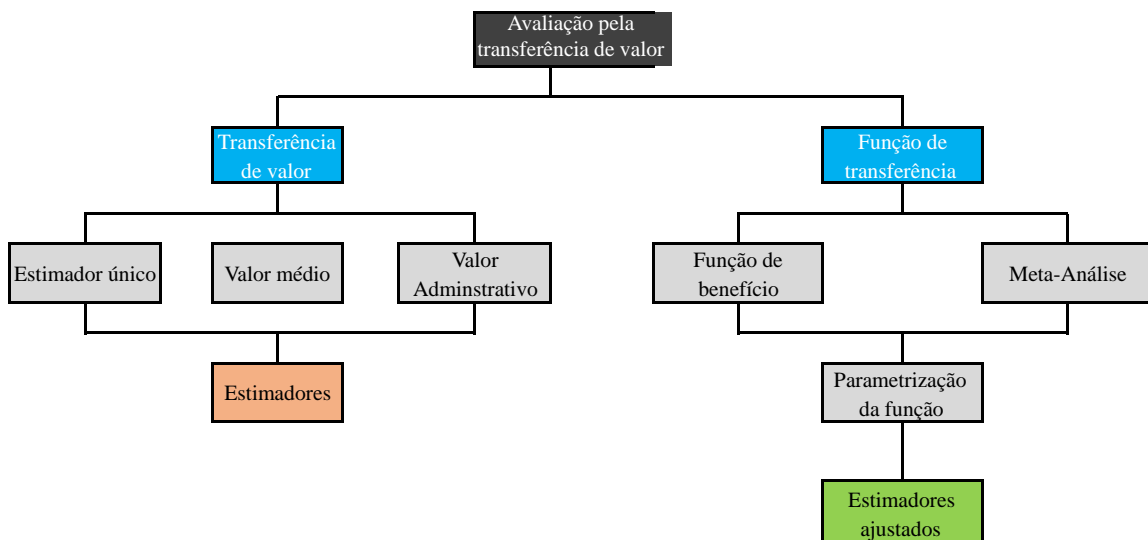 Avaliação pela
transferência de valor
Transferência
de valor
Função de
transferência
Estimador único
Valor médio
Valor
Adminstrativo
Função de
benefício
Meta-Análise
Estimadores
Parametrização
da função
Estimadores
ajustados